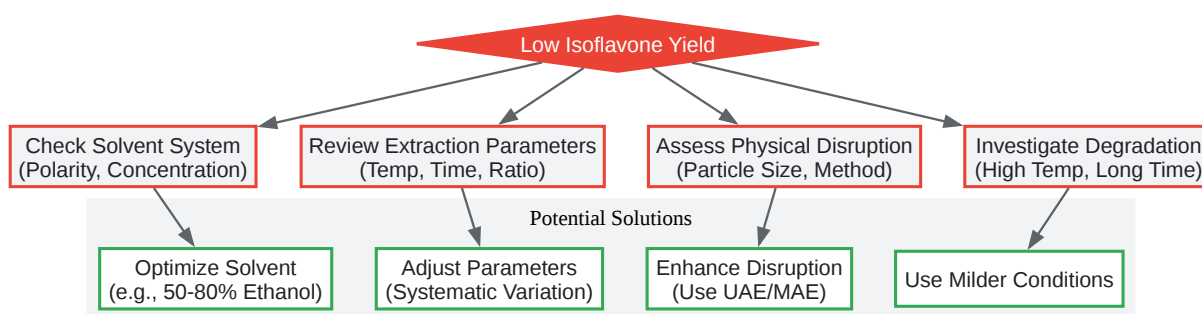 Low Isoflavone Yield
Check Solvent System
(Polarity, Concentration)
Review Extraction Parameters
(Temp, Time, Ratio)
Assess Physical Disruption
(Particle Size, Method)
Investigate Degradation
(High Temp, Long Time)
Potential Solutions
Optimize Solvent
(e.g., 50-80% Ethanol)
Adjust Parameters
(Systematic Variation)
Enhance Disruption
(Use UAE/MAE)
Use Milder Conditions